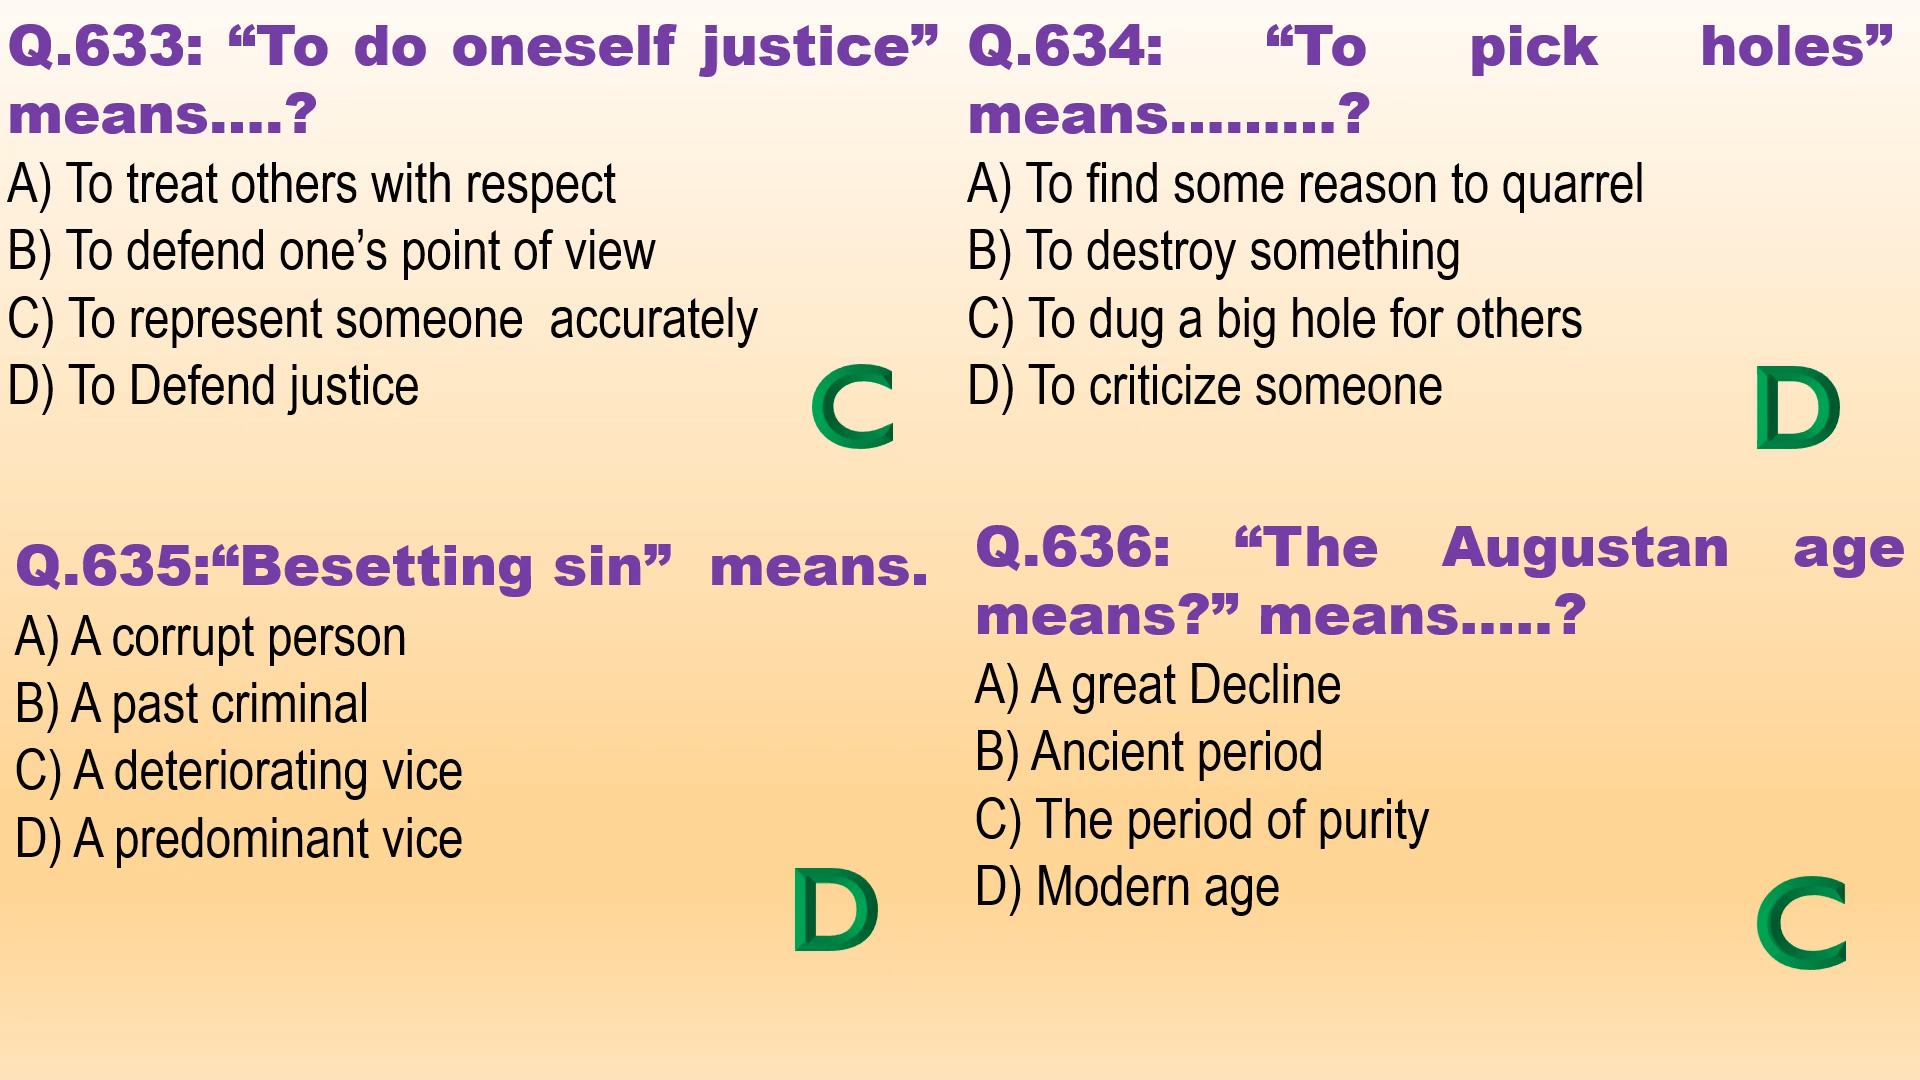 Q.633: “To do oneself justice”
means....?
A) To treat others with respect
B) To defend one’s point of view
C) To represent someone  accurately
D) To Defend justice
C
Q.634: “To pick holes”
means.........?
A) To find some reason to quarrel
B) To destroy something
C) To dug a big hole for others
D) To criticize someone
D
Q.635:“Besetting sin”  means.
A) A corrupt person
B) A past criminal
C) A deteriorating vice
D) A predominant vice
D
Q.636: “The Augustan age
means?” means.....?
A) A great Decline
B) Ancient period
C) The period of purity
D) Modern age
C